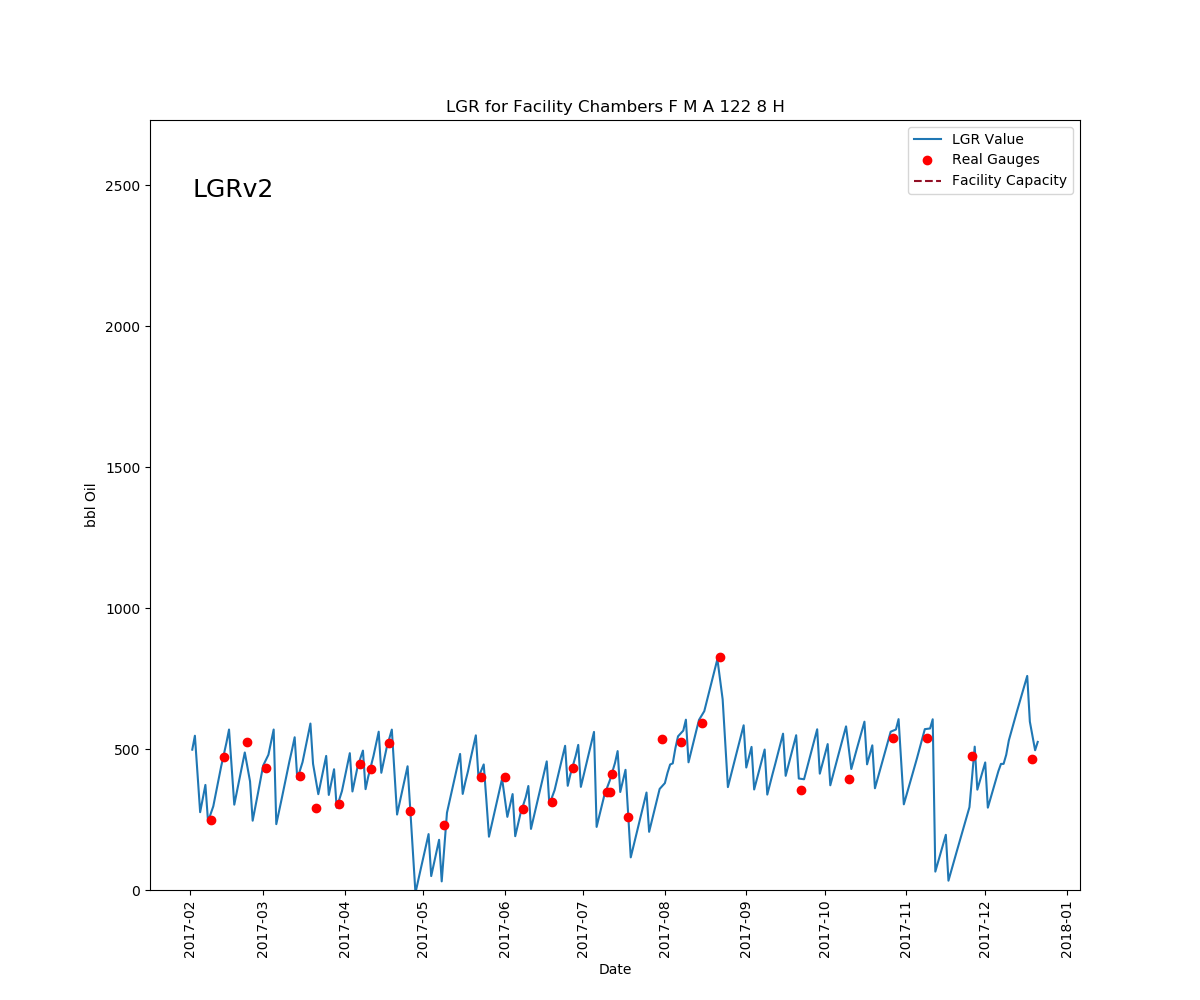 LGR for Facility Chambers F M A 122 8 H
LGR Value
Real Gauges
Facility Capacity
LGRv2
2500
2000
1500
1000
500
0
bbl Oil
2017-02
2017-03
2017-04
2017-05
2017-06
2017-07
2017-08
2017-09
2017-10
2017-11
2017-12
2018-01
Date